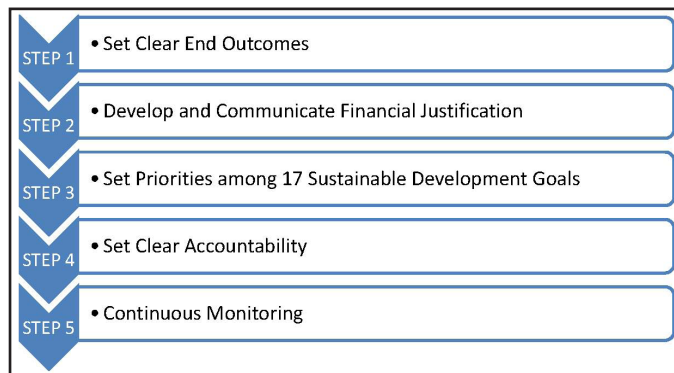 STEP 1
• Set Clear End Outcomes
STEP 2
• Develop and Communicate Financial Justification
STEP 3
• Set Priorities among 17 Sustainable Development Goals
STEP 4
• Set Clear Accountability
STEP 5
• Continuous Monitoring